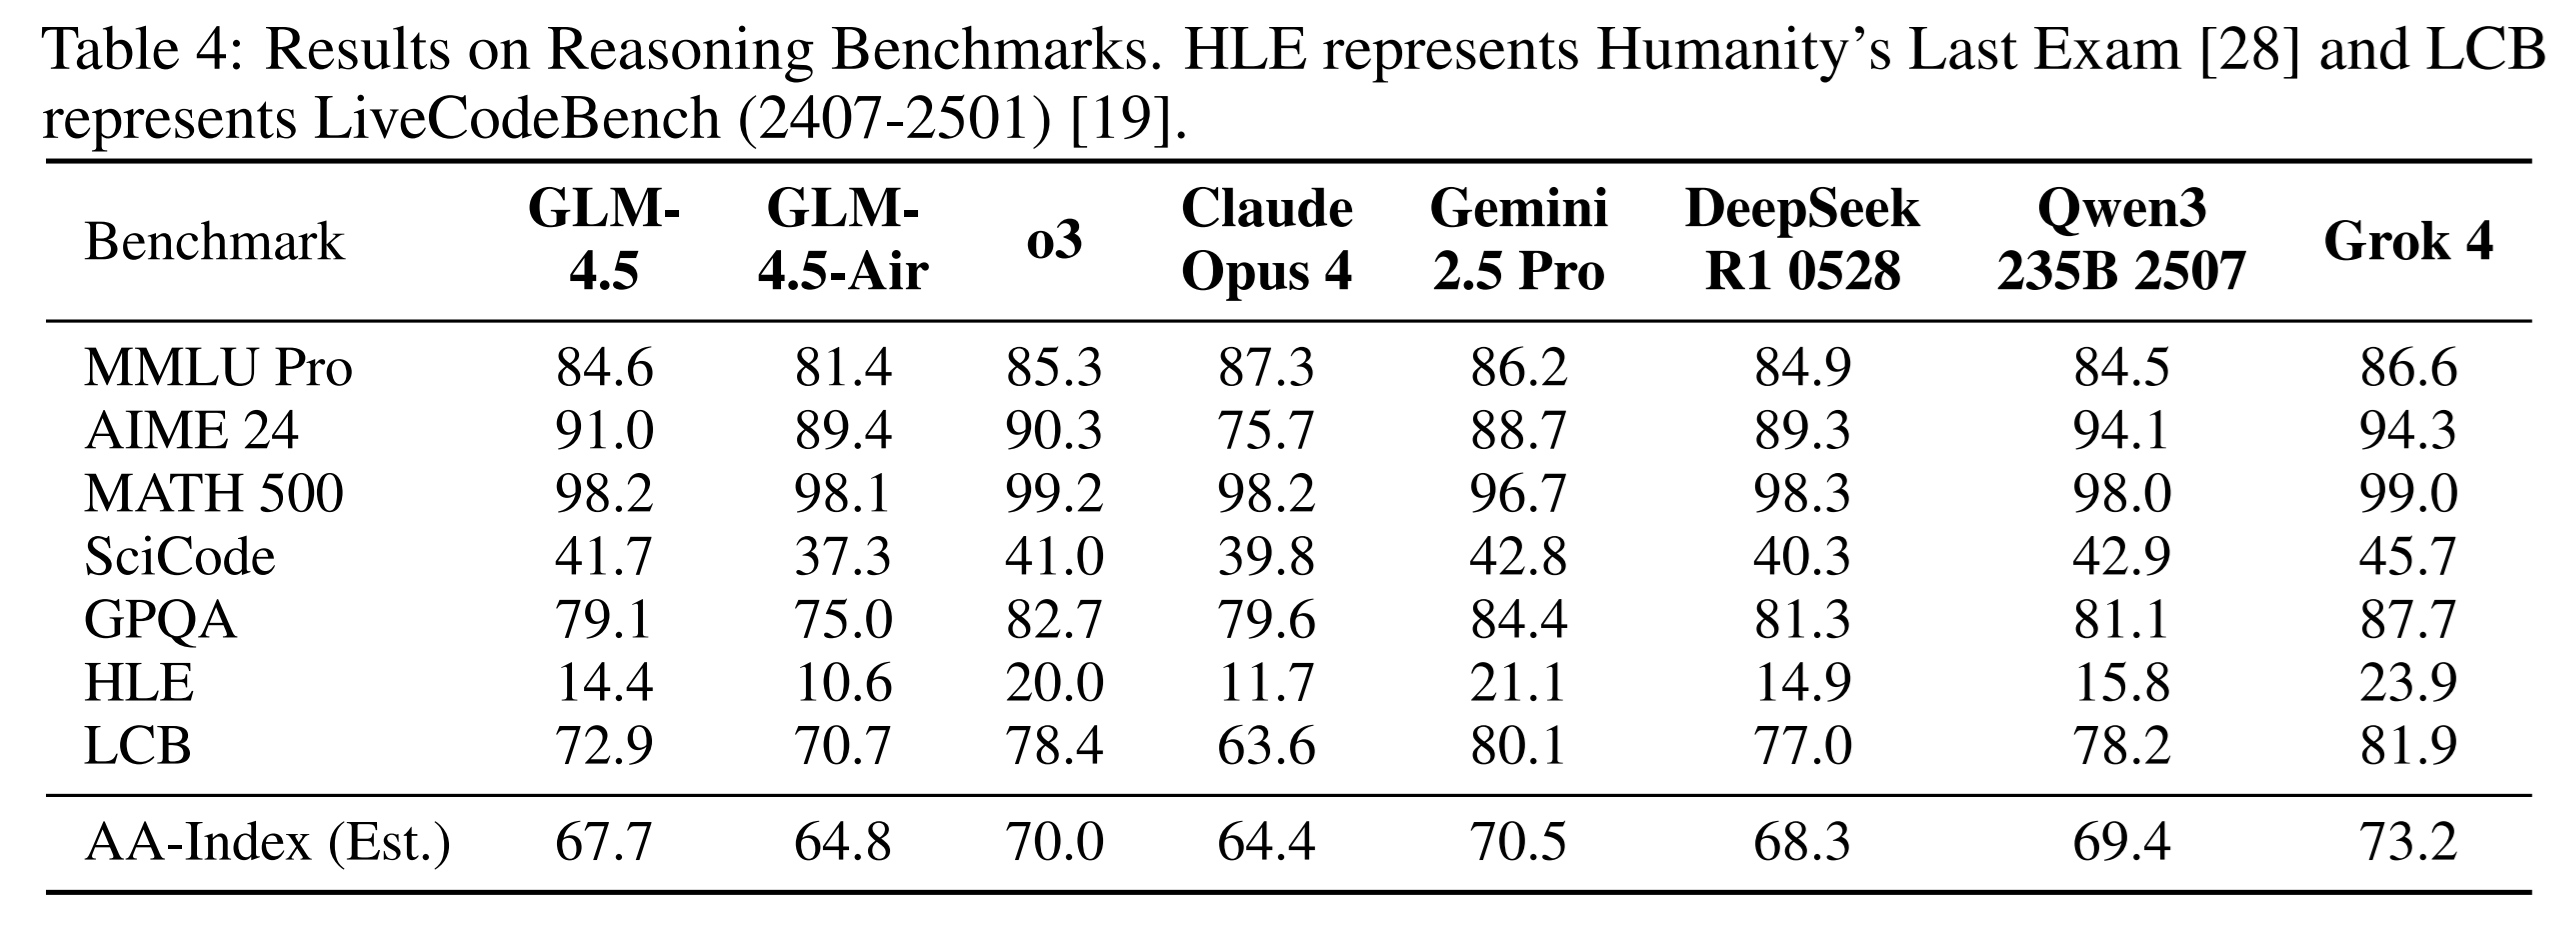 Table 4: Results on Reasoning Benchmarks. HLE represents Humanity's Last Exam [28] and LCB
represents LiveCodeBench (2407-2501) [19].
Benchmark GLM-4.5 GLM-4.5-Air o3 Claude Opus 4 Gemini 2.5 Pro DeepSeek R1 0528 Qwen3 235B 2507 Grok 4
MMLU Pro 84.6 81.4 85.3 87.3 86.2 84.9 84.5 86.6
AIME 24 91.0 89.4 90.3 75.7 88.7 89.3 94.1 94.3
MATH 500 98.2 98.1 99.2 98.2 96.7 98.3 98.0 99.0
SciCode 41.7 37.3 41.0 39.8 42.8 40.3 42.9 45.7
GPQA 79.1 75.0 82.7 79.6 84.4 81.3 81.1 87.7
HLE 14.4 10.6 20.0 11.7 21.1 14.9 15.8 23.9
LCB 72.9 70.7 78.4 63.6 80.1 77.0 78.2 81.9
AA-Index (Est.) 67.7 64.8 70.0 64.4 70.5 68.3 69.4 73.2